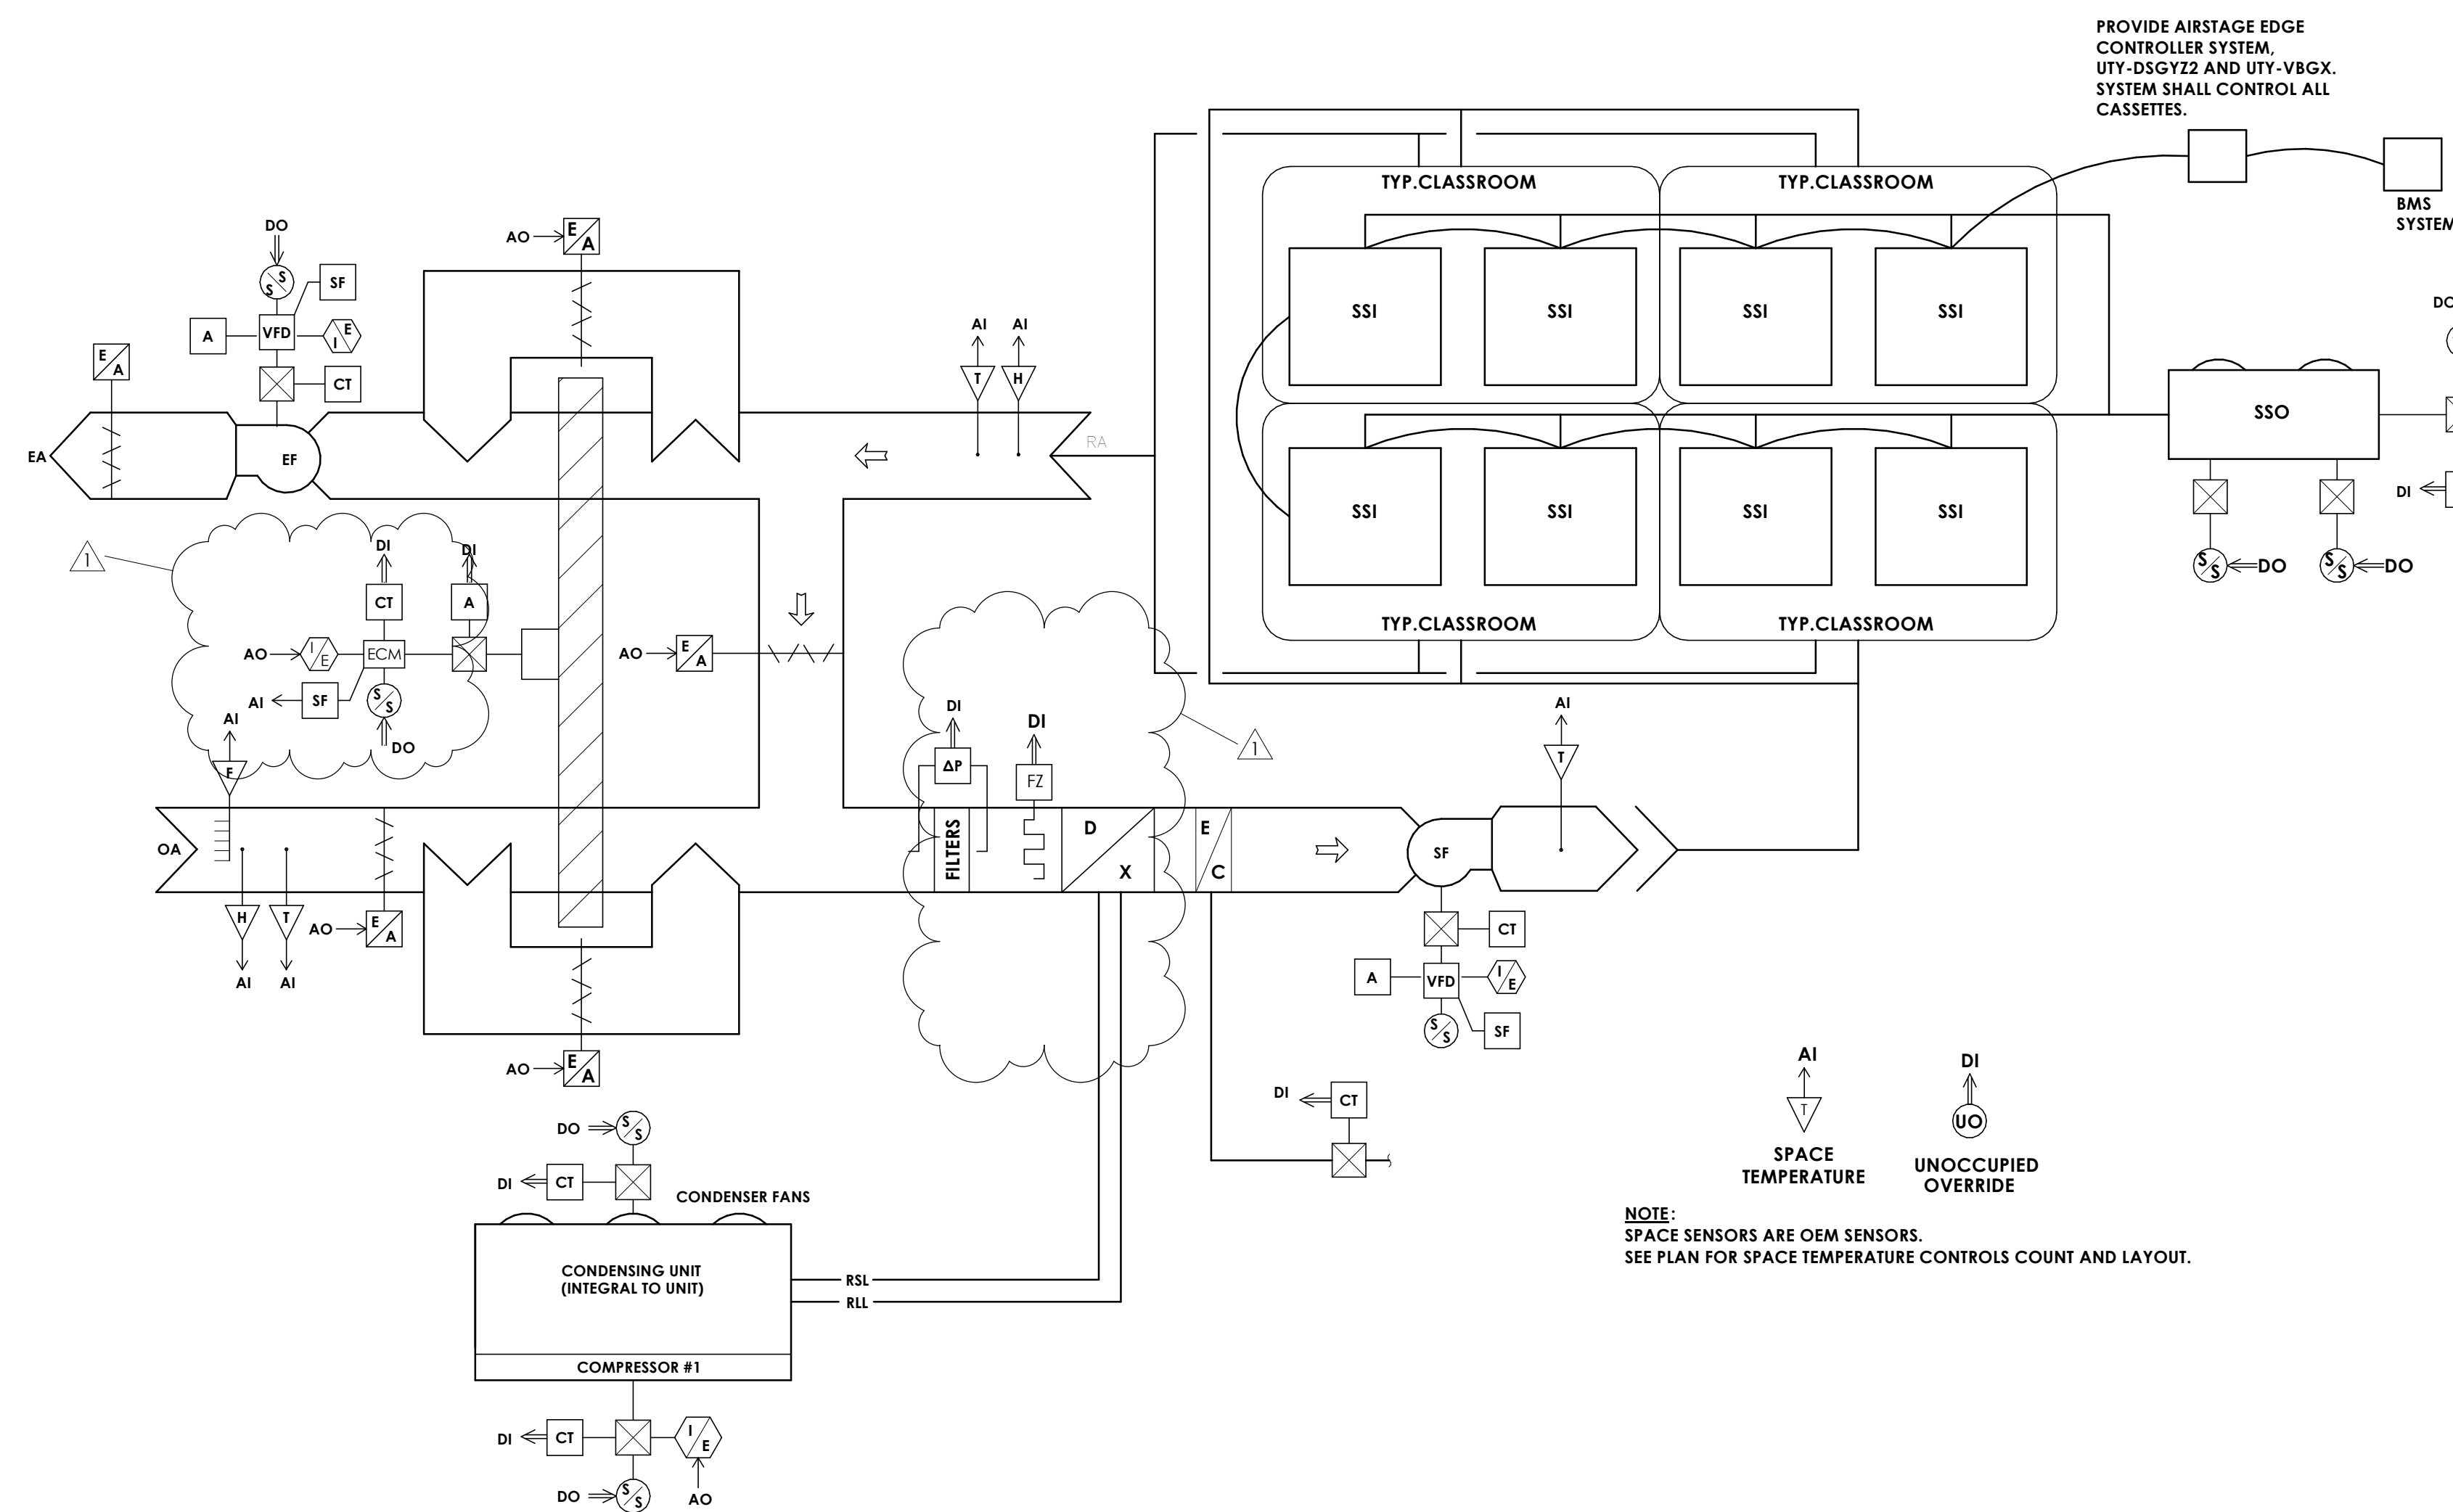 PROVIDE AIRSTAGE EDGE
CONTROLLER SYSTEM,
UTY-DSGYZ2 AND UTY-VBGX.
SYSTEM SHALL CONTROL ALL
CASSETTES.
BMS
SYSTEM
TYP.CLASSROOM
TYP.CLASSROOM
SSI
SSI
SSI
SSI
SSI
SSI
SSI
SSI
TYP.CLASSROOM
TYP.CLASSROOM
SSO
DO
DI
S/S
DO
S/S
DO
DO
S/S
SF
A
VFD
E/I
CT
E/A
EA
EF
AO
E/A
AI
AI
T
H
RA
1
DI
DI
CT
A
AO
I/E
ECM
AI
SF
S/S
DO
AI
F
AO
E/A
OA
H
T
AI
AI
AO
E/A
AO
E/A
1
DI
DI
ΔP
FZ
FILTERS
D
X
E
C
SF
AI
T
CT
A
VFD
I/E
S/S
SF
DI
CT
DO
S/S
DI
CT
CONDENSER FANS
CONDENSING UNIT
(INTEGRAL TO UNIT)
RSL
RLL
COMPRESSOR #1
DI
CT
I/E
DO
S/S
AO
AI
T
SPACE
TEMPERATURE
DI
UO
UNOCCUPIED
OVERRIDE
NOTE:
SPACE SENSORS ARE OEM SENSORS.
SEE PLAN FOR SPACE TEMPERATURE CONTROLS COUNT AND LAYOUT.